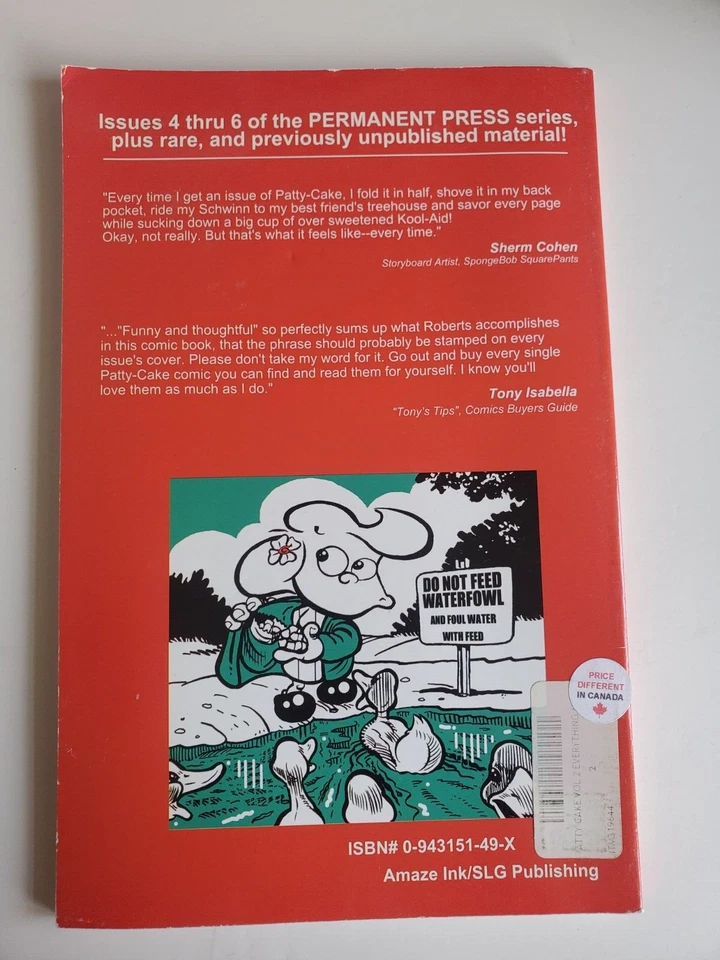 Issues 4 thru 6 of the PERMANENT PRESS series,
plus rare, and previously unpublished material!
"Every time I get an issue of Patty-Cake, I fold it in half, shove it in my back
pocket, ride my Schwinn to my best friend's treehouse and savor every page
while sucking down a big cup of over sweetened Kool-Aid!
Okay, not really. But that's what it feels like--every time."
Sherm Cohen
Storyboard Artist, SpongeBob SquarePants
"..."Funny and thoughtful" so perfectly sums up what Roberts accomplishes
in this comic book, that the phrase should probably be stamped on every
issue's cover. Please don't take my word for it. Go out and buy every single
Patty-Cake comic you can find and read them for yourself. I know you'll
love them as much as I do."
Tony Isabella
"Tony's Tips", Comics Buyers Guide
DO NOT FEED
WATERFOWL
AND FOUL WATER
WITH FEED
PRICE
DIFFERENT
IN CANADA
ATTY CAKE VOL 2 EVERYTHING
2
ISBN# 0-943151-49-X
Amaze Ink/SLG Publishing